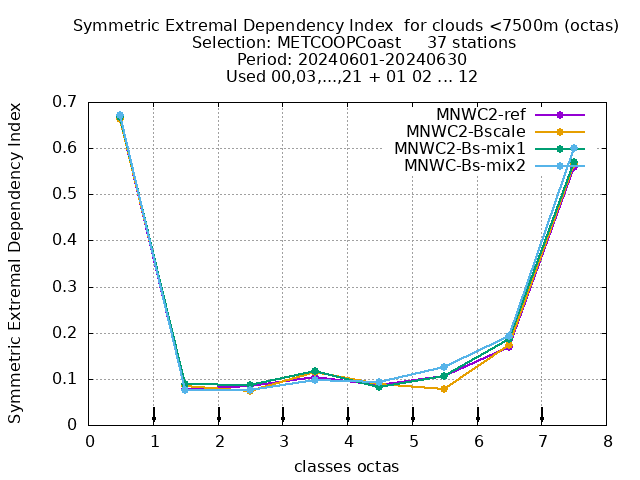 Symmetric Extremal Dependency Index  for clouds <7500m (octas)
Selection: METCOOPCoast     37 stations
Period: 20240601-20240630
Used 00,03,...,21 + 01 02 ... 12
Symmetric Extremal Dependency Index
0.7
0.6
0.5
0.4
0.3
0.2
0.1
0
MNWC2-ref
MNWC2-Bscale
MNWC2-Bs-mix1
MNWC-Bs-mix2
0 1 2 3 4 5 6 7 8
classes octas